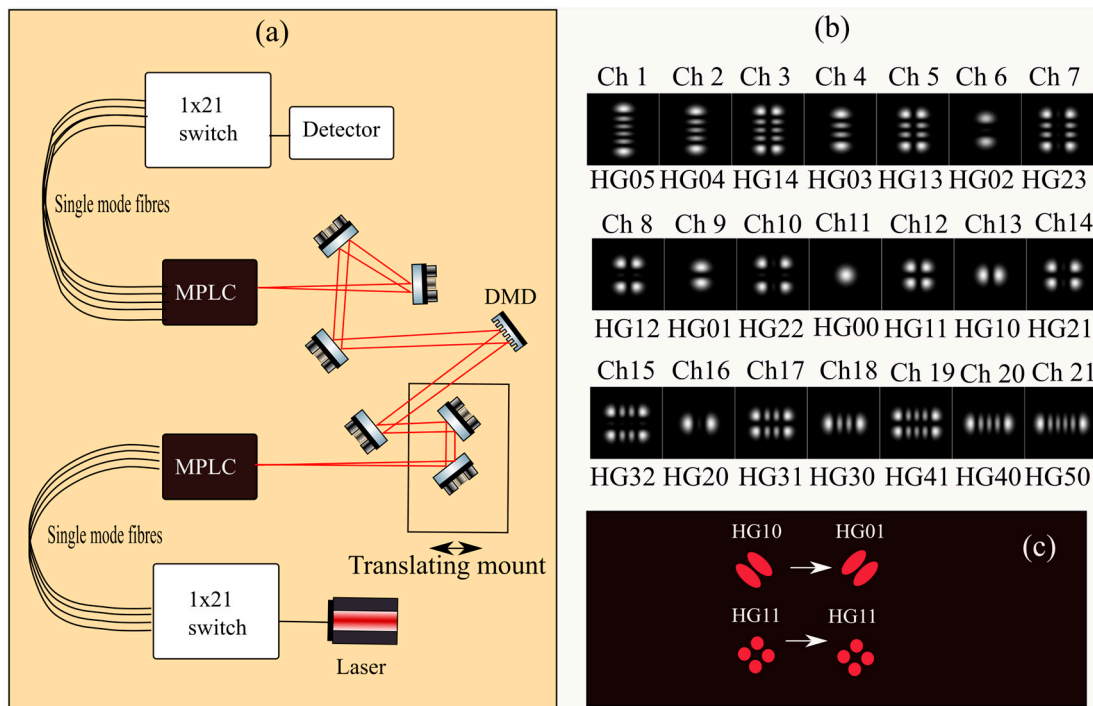 (a)
1x21
switch
Detector
Single mode fibres
MPLC
DMD
MPLC
Single mode fibres
Translating mount
1x21
switch
Laser
(b)
Ch 1 Ch 2 Ch 3 Ch 4 Ch 5 Ch 6 Ch 7
HG05 HG04 HG14 HG03 HG13 HG02 HG23
Ch 8 Ch 9 Ch10 Ch11 Ch12 Ch13 Ch14
HG12 HG01 HG22 HG00 HG11 HG10 HG21
Ch15 Ch16 Ch17 Ch18 Ch 19 Ch 20 Ch 21
HG32 HG20 HG31 HG30 HG41 HG40 HG50
(c)
HG10 HG01
HG11 HG11